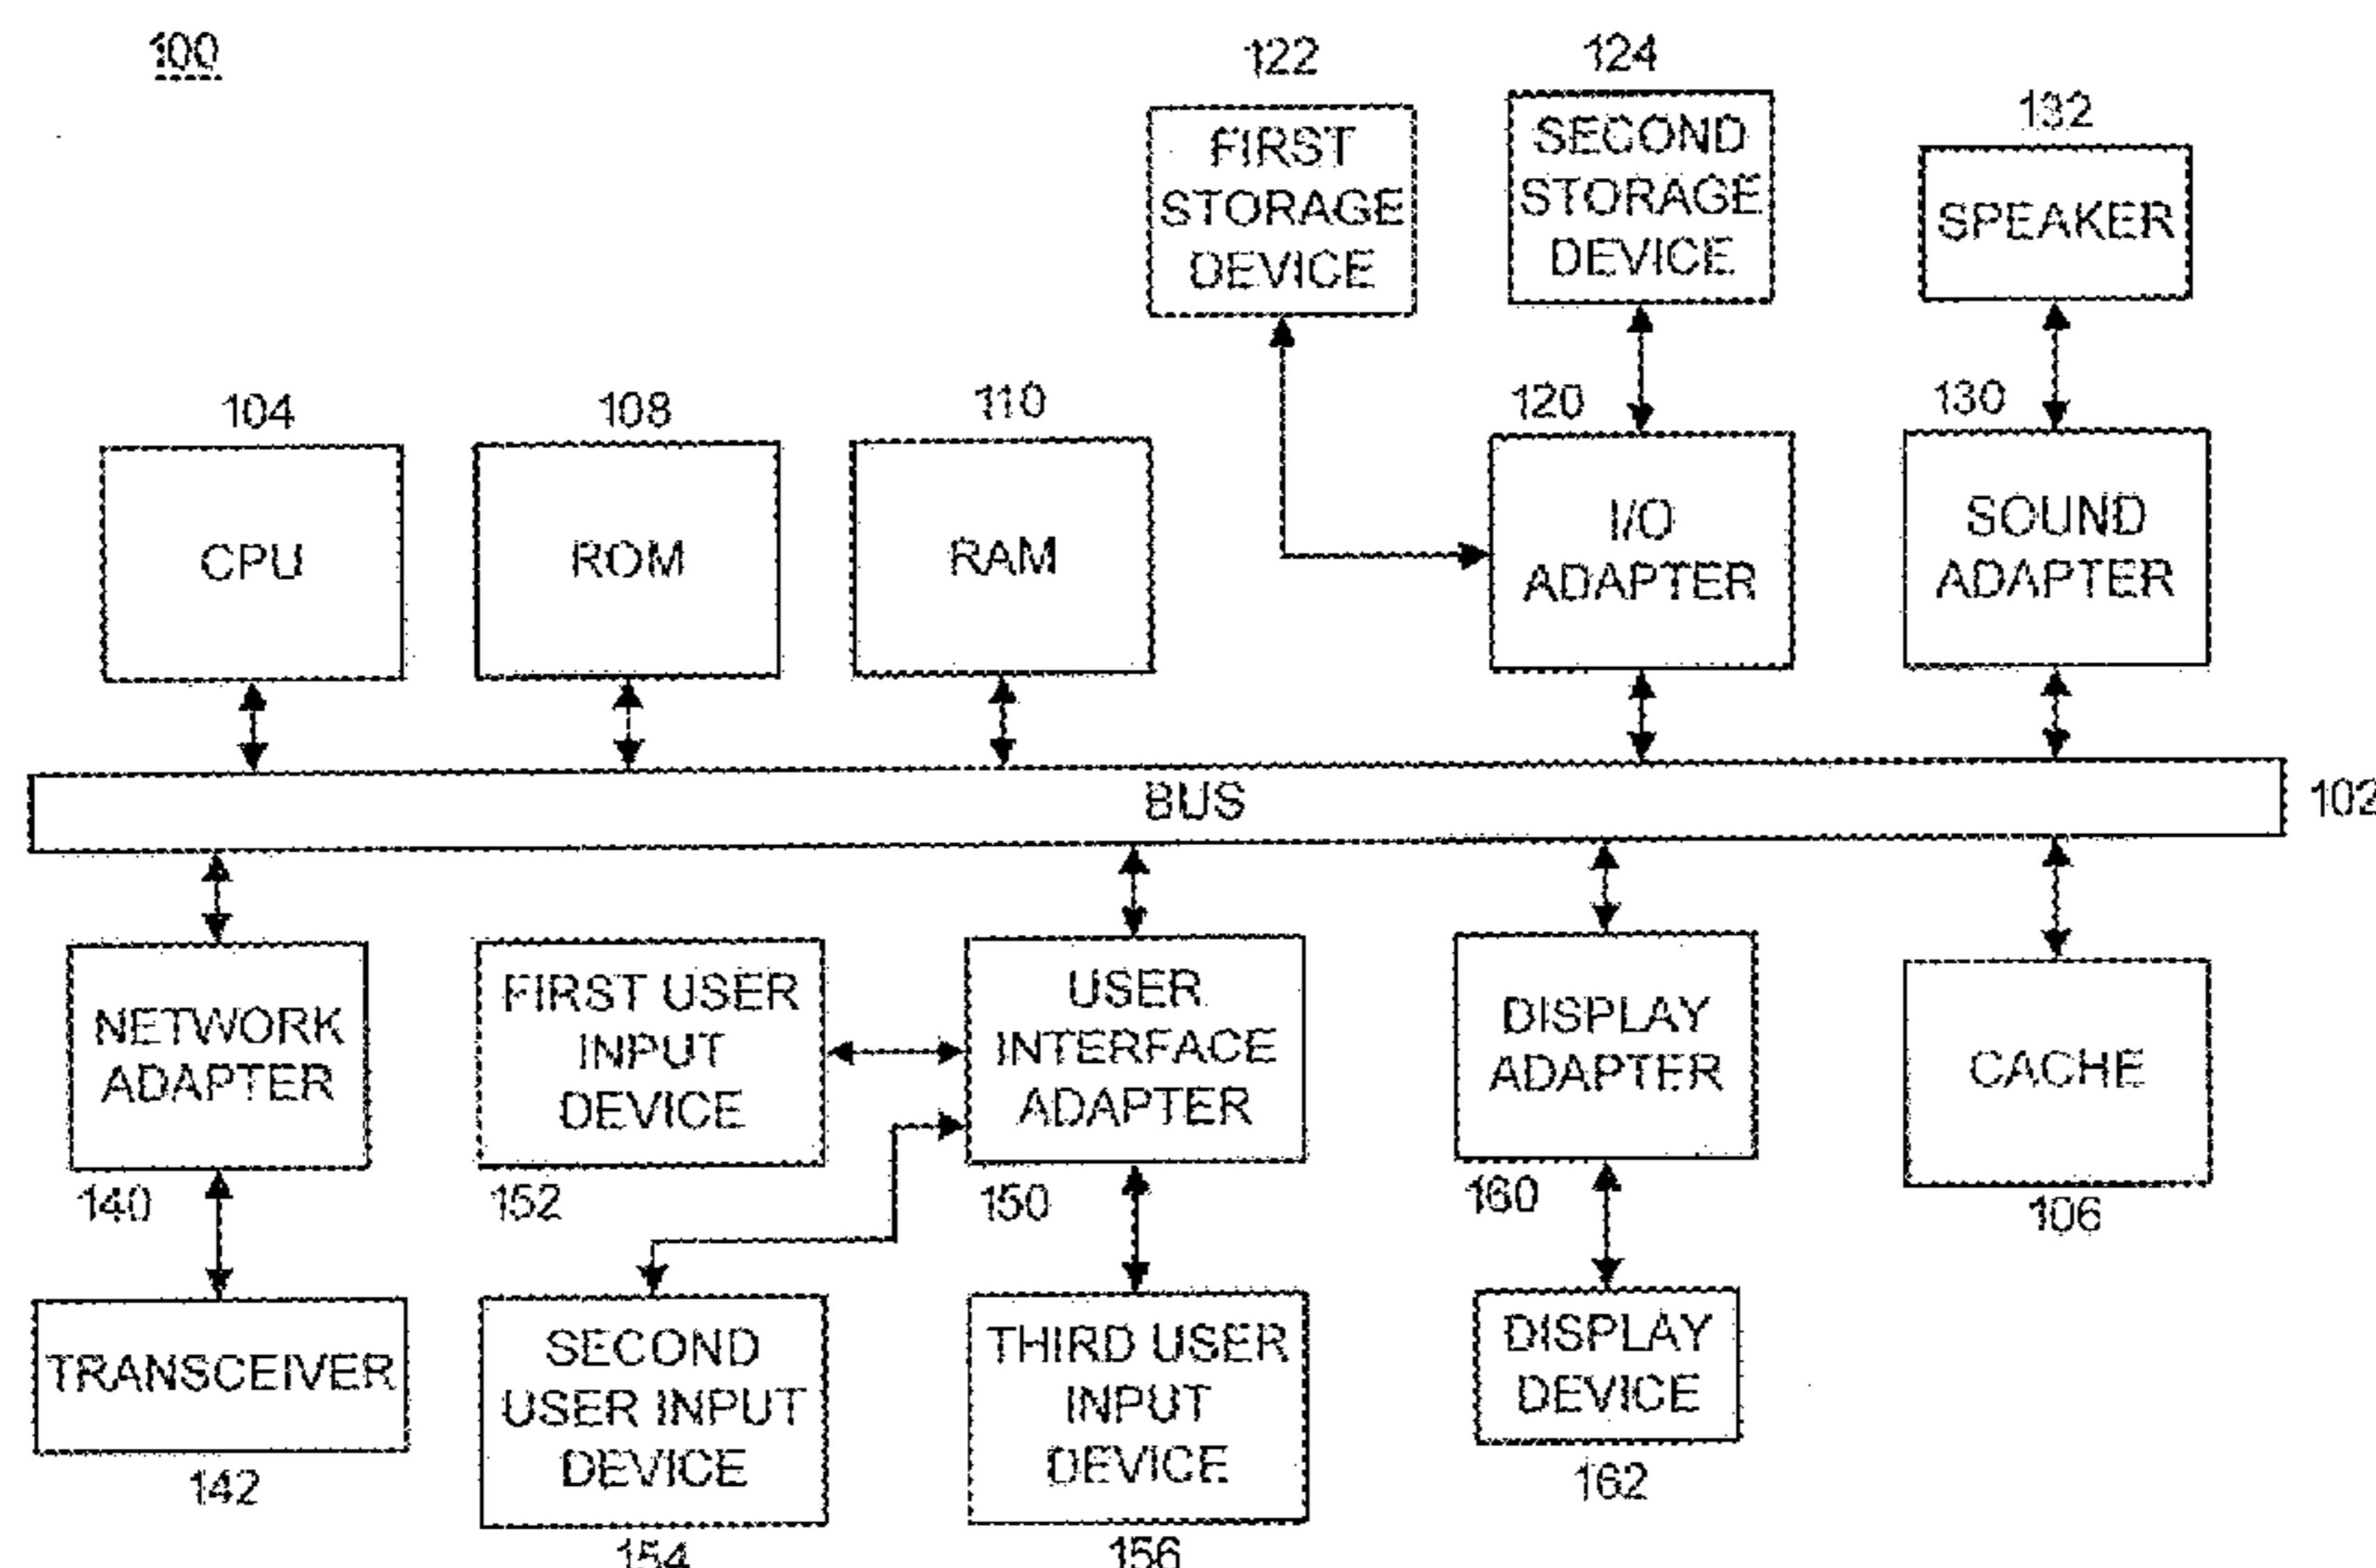 100
122
124
132
FIRST
STORAGE
DEVICE
SECOND
STORAGE
DEVICE
SPEAKER
104
108
110
120
130
CPU
ROM
RAM
I/O
ADAPTER
SOUND
ADAPTER
BUS
102
NETWORK
ADAPTER
FIRST USER
INPUT
DEVICE
USER
INTERFACE
ADAPTER
DISPLAY
ADAPTER
CACHE
140
152
150
160
106
TRANSCEIVER
SECOND
USER INPUT
DEVICE
THIRD USER
INPUT
DEVICE
DISPLAY
DEVICE
142
154
156
162